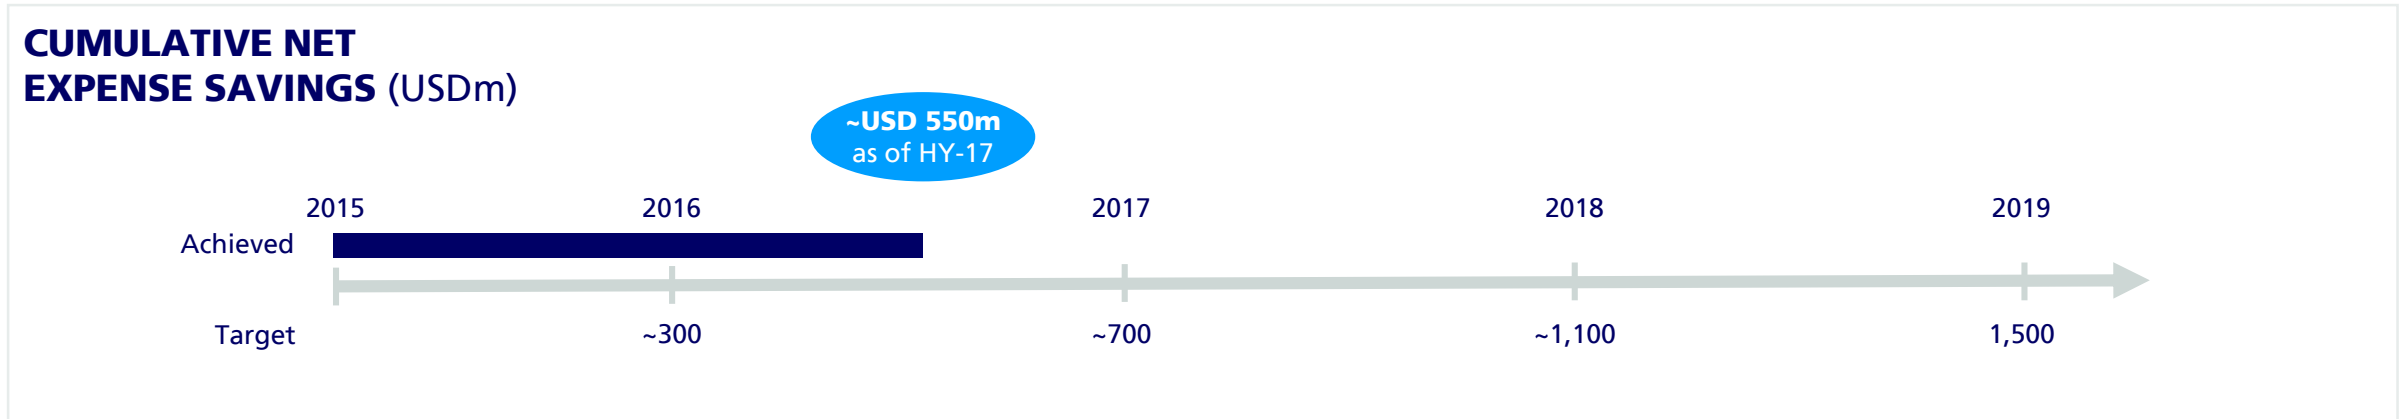 CUMULATIVE NET
EXPENSE SAVINGS (USDm)
~USD 550m
as of HY-17
2015 2016 2017 2018 2019
Achieved
Target ~300 ~700 ~1,100 1,500